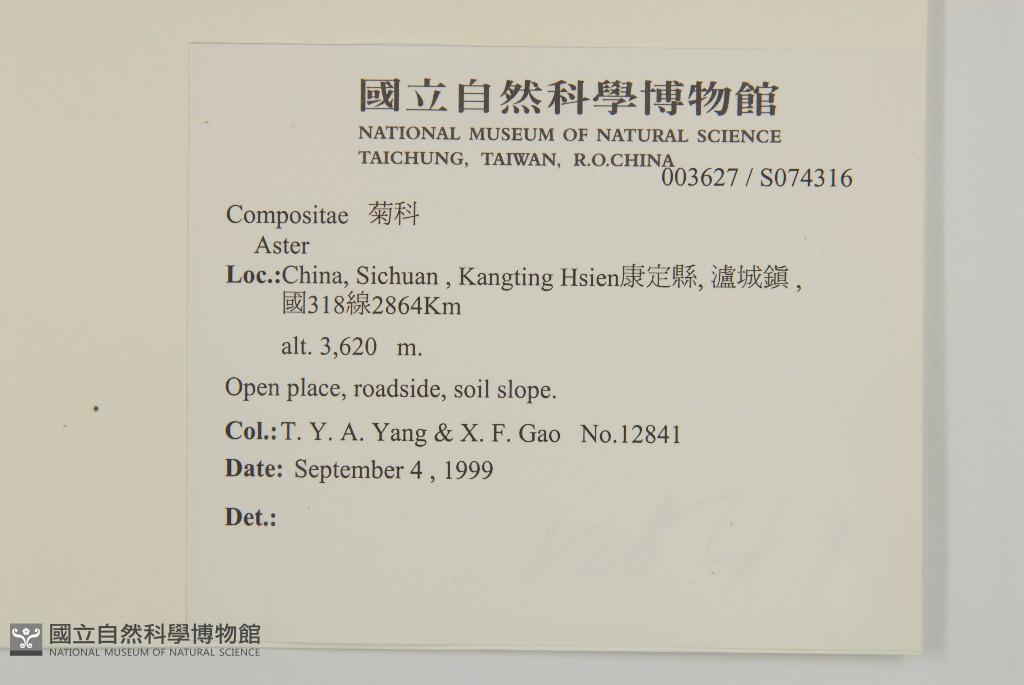 國立自然科學博物館
NATIONAL MUSEUM OF NATURAL SCIENCE
TAICHUNG, TAIWAN, R.O.CHINA
003627 / S074316
Compositae 菊科
Aster
Loc.:China, Sichuan , Kangting Hsien康定縣, 瀘城鎮 ,
國318線2864Km
alt. 3,620 m.
Open place, roadside, soil slope.
Col.: T. Y. A. Yang & X. F. Gao No.12841
Date: September 4 , 1999
Det.:
12841
國立自然科學博物館
NATIONAL MUSEUM OF NATURAL SCIENCE